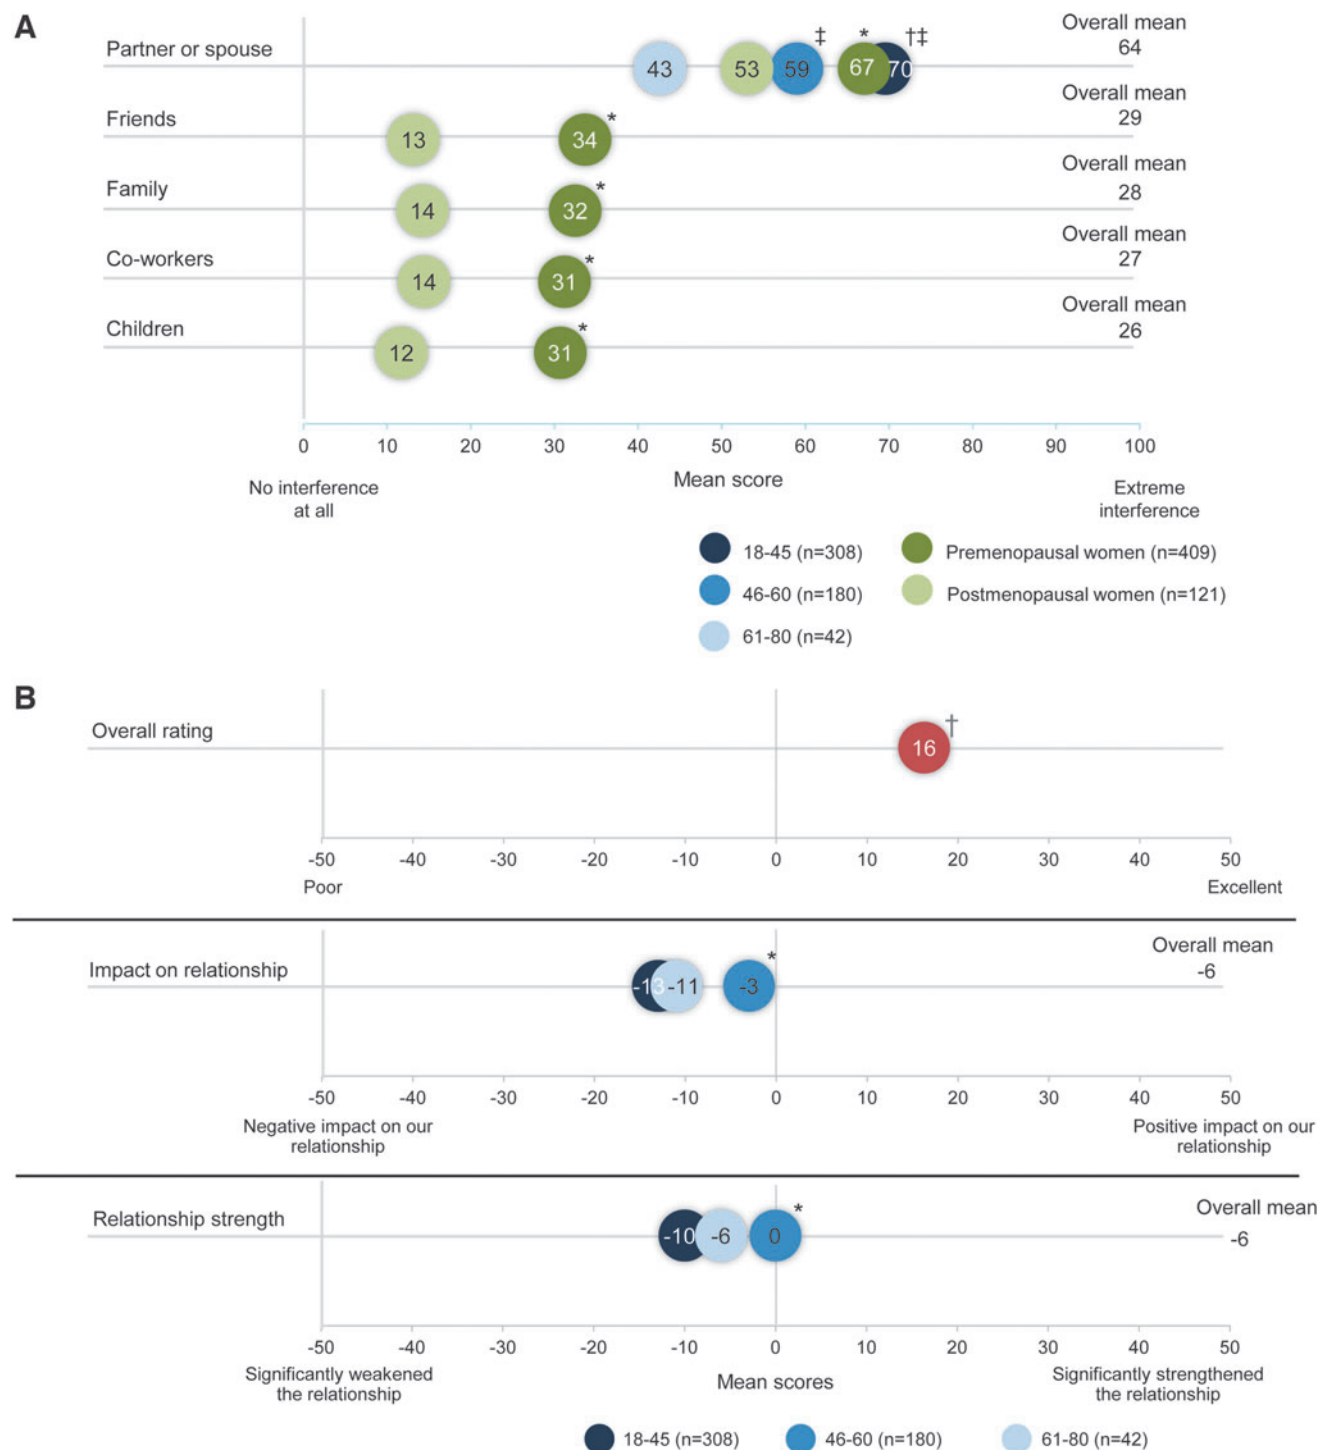 A
Partner or spouse
43
53
59
‡
67
*
70
†‡
Overall mean
64
Friends
13
34
*
Overall mean
29
Family
14
32
*
Overall mean
28
Co-workers
14
31
*
Overall mean
27
Children
12
31
*
Overall mean
26
0 10 20 30 40 50 60 70 80 90 100
No interference
at all
Mean score
Extreme
interference
18-45 (n=308)
Premenopausal women (n=409)
46-60 (n=180)
Postmenopausal women (n=121)
61-80 (n=42)
B
Overall rating
16
†
-50 -40 -30 -20 -10 0 10 20 30 40 50
Poor
Excellent
Impact on relationship
-13
-11
-3
*
Overall mean
-6
-50 -40 -30 -20 -10 0 10 20 30 40 50
Negative impact on our
relationship
Positive impact on our
relationship
Relationship strength
-10
-6
0
*
Overall mean
-6
-50 -40 -30 -20 -10 0 10 20 30 40 50
Significantly weakened
the relationship
Mean scores
Significantly strengthened
the relationship
18-45 (n=308)
46-60 (n=180)
61-80 (n=42)